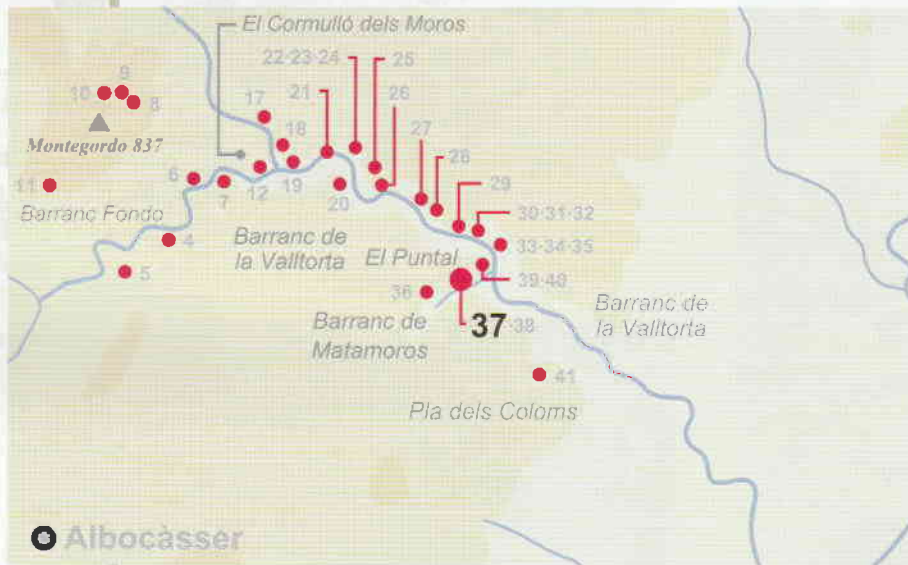 El Cormulló dels Moros
22·23·24
25
9
10
8
17
21
26
Montegordo 837
18
27
28
11
6
7
12
19
20
29
Barranc Fondo
30·31·32
4
Barranc de
la Valltorta
El Puntal
33·34·35
5
39·40
36
Barranc de
la Valltorta
Barranc de
Matamoros
37
38
41
Pla dels Coloms
Albocàsser